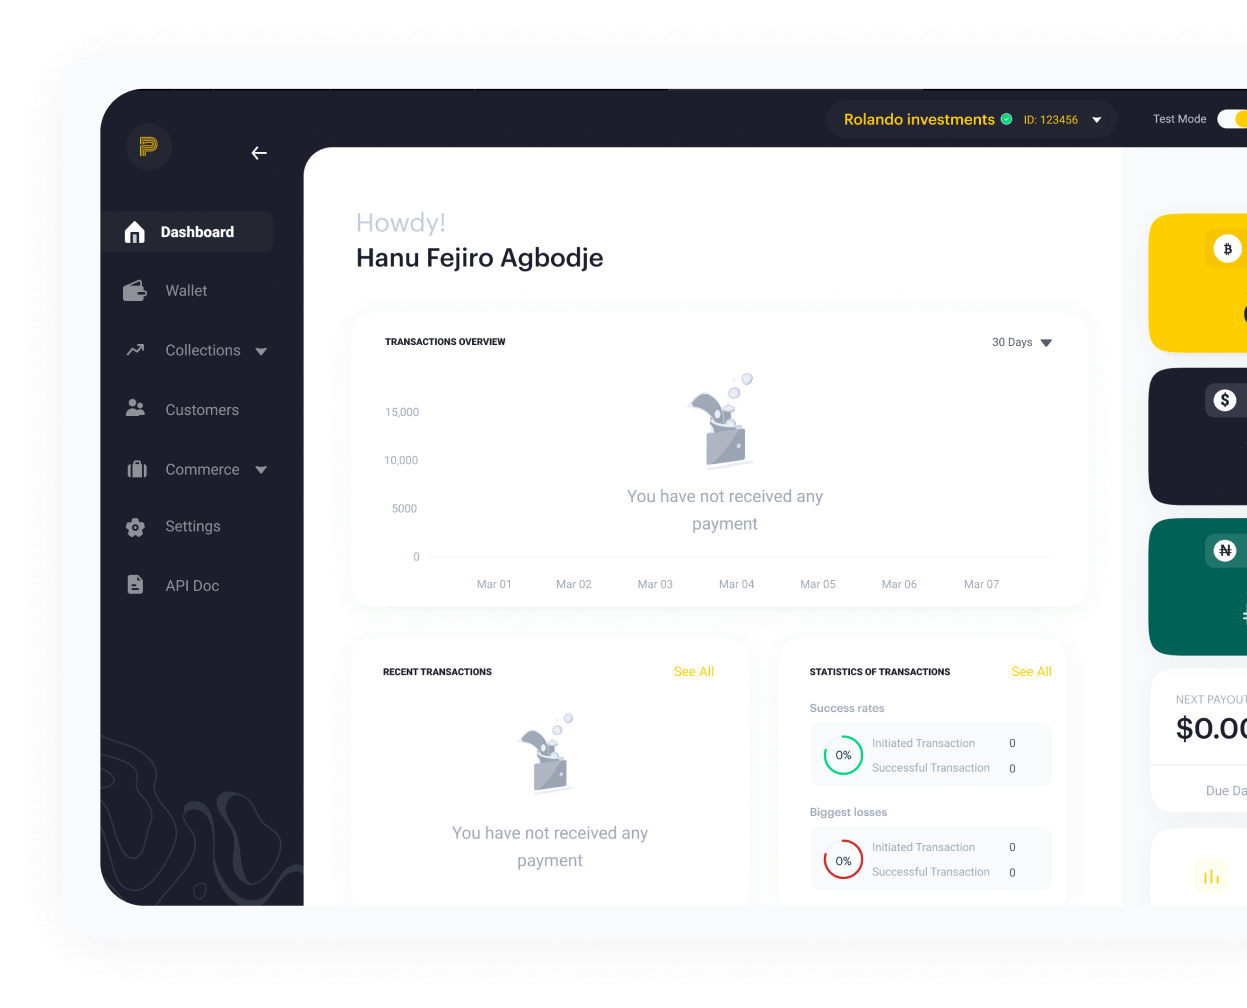 Rolando investments ID: 123456
Test Mode
Dashboard
Wallet
Collections
Customers
Commerce
Settings
API Doc
Howdy!
Hanu Fejiro Agbodje
TRANSACTIONS OVERVIEW
30 Days
15,000
10,000
5000
0
You have not received any
payment
Mar 01 Mar 02 Mar 03 Mar 04 Mar 05 Mar 06 Mar 07
RECENT TRANSACTIONS
See All
You have not received any
payment
STATISTICS OF TRANSACTIONS
See All
Success rates
0%
Initiated Transaction 0
Successful Transaction 0
Biggest losses
0%
Initiated Transaction 0
Successful Transaction 0
NEXT PAYOUT
$0.00
Due Da